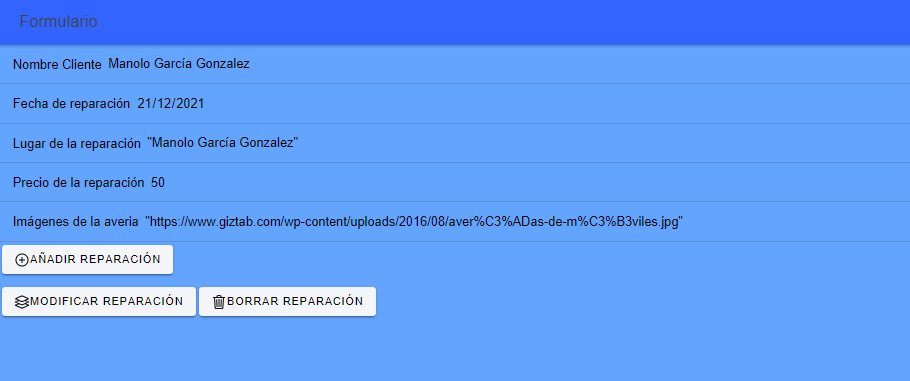 Formulario
Nombre Cliente Manolo García Gonzalez
Fecha de reparación 21/12/2021
Lugar de la reparación "Manolo García Gonzalez"
Precio de la reparación 50
Imágenes de la averia "https://www.giztab.com/wp-content/uploads/2016/08/aver%C3%ADas-de-m%C3%B3viles.jpg"
AÑADIR REPARACIÓN
MODIFICAR REPARACIÓN BORRAR REPARACIÓN